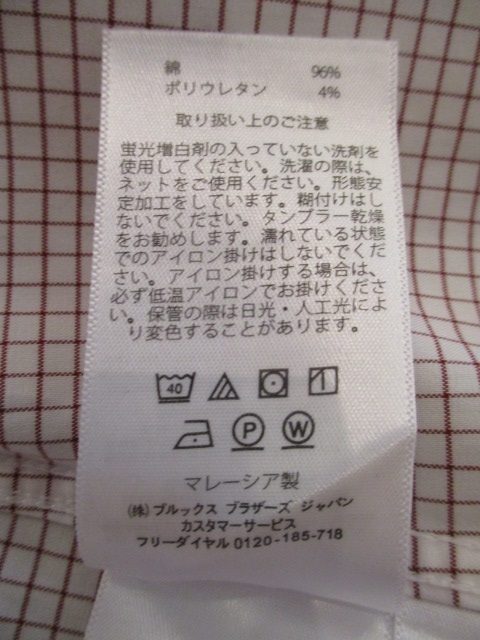 綿 96%
ポリウレタン 4%
取り扱い上のご注意
蛍光増白剤の入っていない洗剤を
使用してください。洗濯の際は、
ネットをご使用ください。形態安
定加工をしています。糊付けはし
ないでください。タンブラー乾燥
をお勧めします。濡れている状態
でのアイロン掛けはしないでくだ
さい。アイロン掛けする場合は、
必ず低温アイロンでお掛けくださ
い。保管の際は日光・人工光によ
り変色することがあります。
40
P W
マレーシア製
(株)ブルックス ブラザーズ ジャパン
カスタマーサービス
フリーダイヤル 0120-185-718